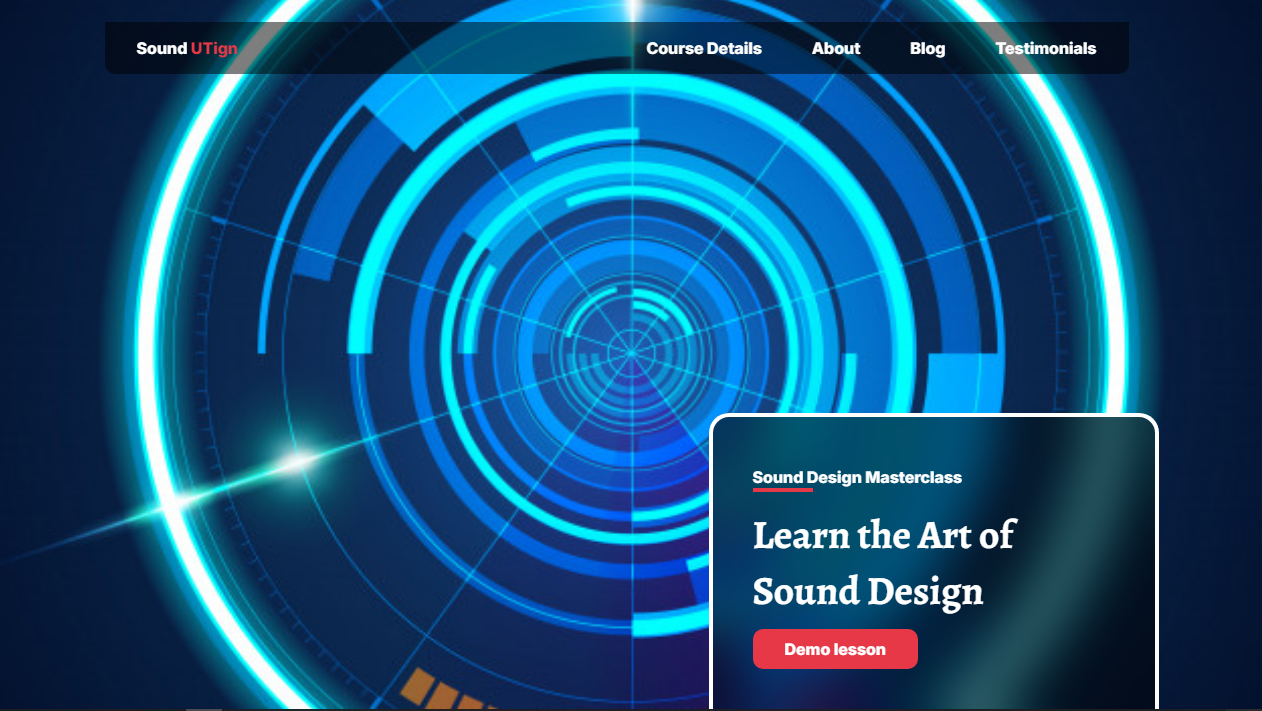 Sound UTign
Course Details
About
Blog
Testimonials
Sound Design Masterclass
Learn the Art of
Sound Design
Demo lesson